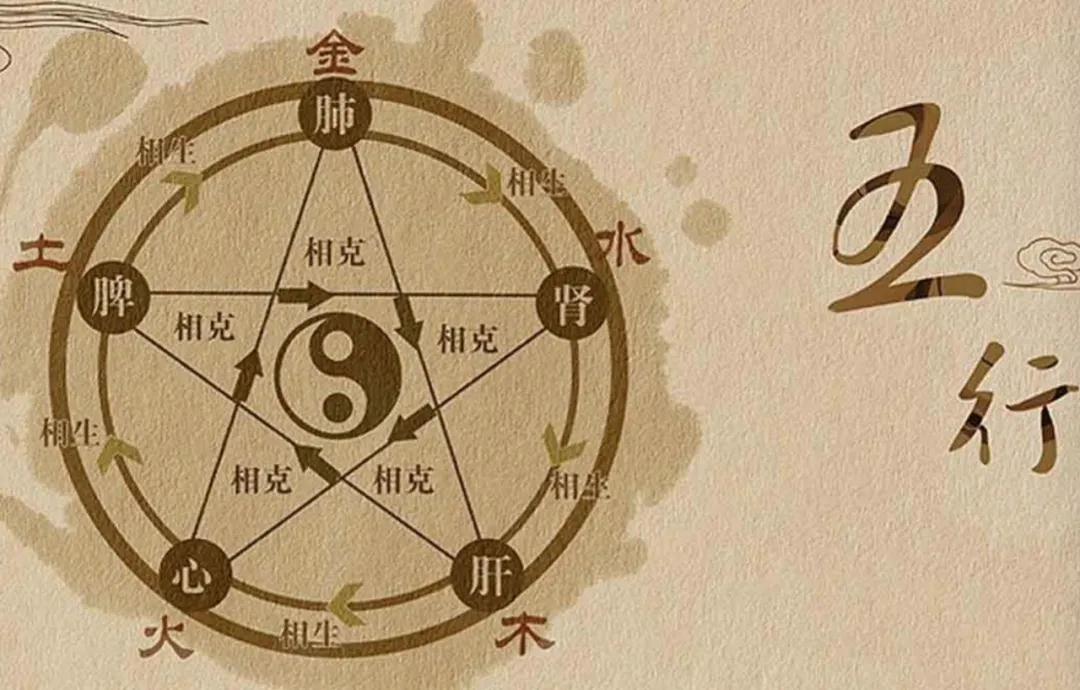 金
肺
相生
相生
土
水
脾
肾
相克
相克
相克
相生
相克
相克
相生
心
肝
火
相生
木
五
行